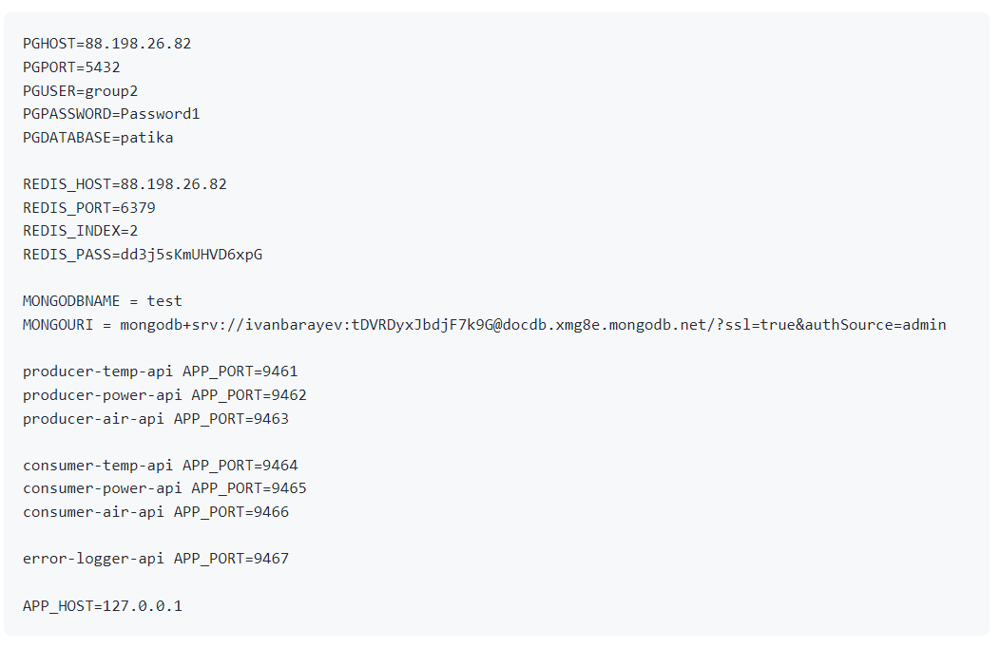 PGHOST=88.198.26.82
PGPORT=5432
PGUSER=group2
PGPASSWORD=Password1
PGDATABASE=patika
REDIS_HOST=88.198.26.82
REDIS_PORT=6379
REDIS_INDEX=2
REDIS_PASS=dd3j5sKmUHVD6xpG
MONGODBNAME = test
MONGOURI = mongodb+srv://ivanbarayev:tDVRDyxJbdjF7k9G@docdb.xmg8e.mongodb.net/?ssl=true&authSource=admin
producer-temp-api APP_PORT=9461
producer-power-api APP_PORT=9462
producer-air-api APP_PORT=9463
consumer-temp-api APP_PORT=9464
consumer-power-api APP_PORT=9465
consumer-air-api APP_PORT=9466
error-logger-api APP_PORT=9467
APP_HOST=127.0.0.1